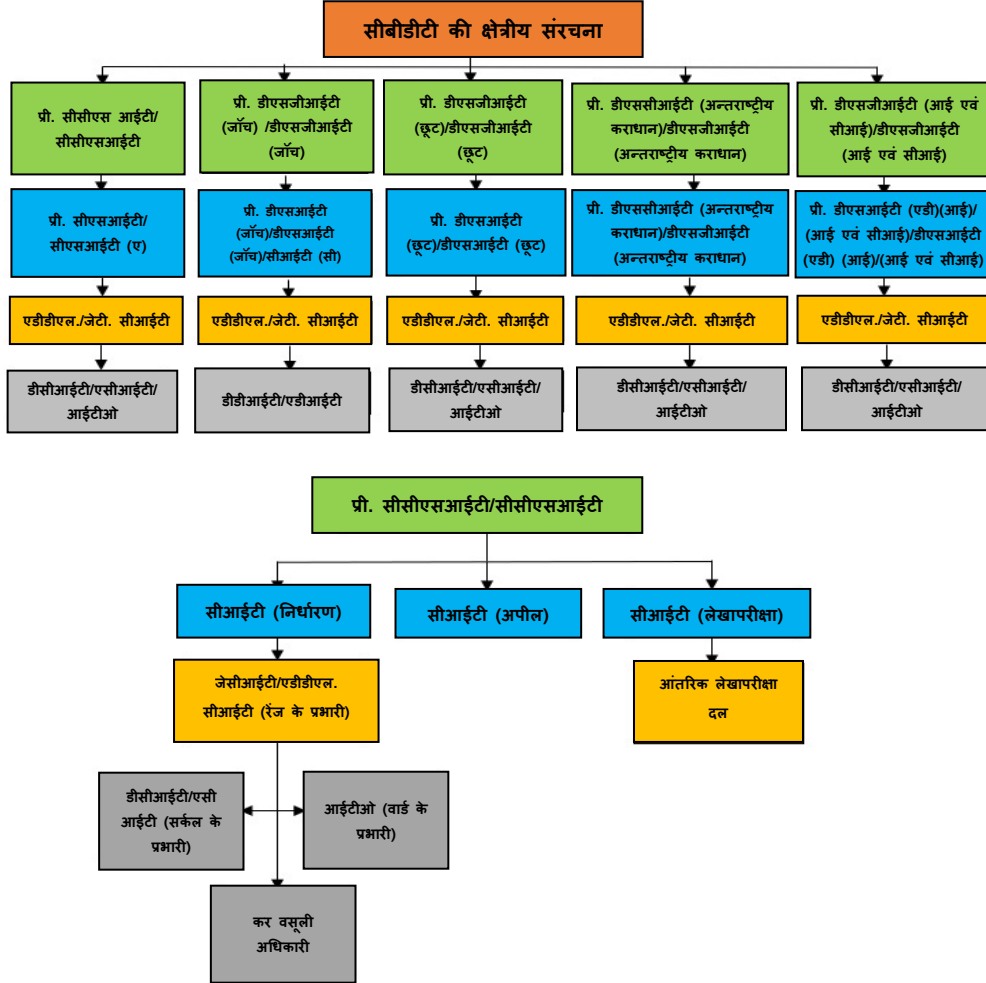 सीबीडीटी की क्षेत्रीय संरचना
प्री. सीसीएस आईटी/
सीसीएसआईटी
प्री. डीएसजीआईटी
(जॉच) /डीएसजीआईटी
(जॉच)
प्री. डीएसजीआईटी
(छूट)/डीएसजीआईटी
(छूट)
प्री. डीएससीआईटी (अन्तराष्ट्रीय
कराधान)/डीएसजीआईटी
(अन्तराष्ट्रीय कराधान)
प्री. डीएसजीआईटी (आई एवं
सीआई)/डीएसजीआईटी
(आई एवं सीआई)
प्री. सीएसआईटी/
सीएसआईटी (ए)
प्री. डीएसआईटी
(जॉच)/डीएसआईटी
(जॉच)/सीआईटी (सी)
प्री. डीएसआईटी
(छूट)/डीएसआईटी (छूट)
प्री. डीएससीआईटी (अन्तराष्ट्रीय
कराधान)/डीएसजीआईटी
(अन्तराष्ट्रीय कराधान)
प्री. डीएसआईटी (एडी)(आई)/
(आई एवं सीआई)/डीएसआईटी
(एडी) (आई)/(आई एवं सीआई)
एडीडीएल./जेटी. सीआईटी
एडीडीएल./जेटी. सीआईटी
एडीडीएल./जेटी. सीआईटी
एडीडीएल./जेटी. सीआईटी
एडीडीएल./जेटी. सीआईटी
डीसीआईटी/एसीआईटी/
आईटीओ
डीडीआईटी/एडीआईटी
डीसीआईटी/एसीआईटी/
आईटीओ
डीसीआईटी/एसीआईटी/
आईटीओ
डीसीआईटी/एसीआईटी/
आईटीओ
प्री. सीसीएसआईटी/सीसीएसआईटी
सीआईटी (निर्धारण)
सीआईटी (अपील)
सीआईटी (लेखापरीक्षा)
जेसीआईटी/एडीडीएल.
सीआईटी (रेंज के प्रभारी)
आंतरिक लेखापरीक्षा
दल
डीसीआईटी/एसी
आईटी (सर्कल के
प्रभारी)
आईटीओ (वार्ड के
प्रभारी)
कर वसूली
अधिकारी